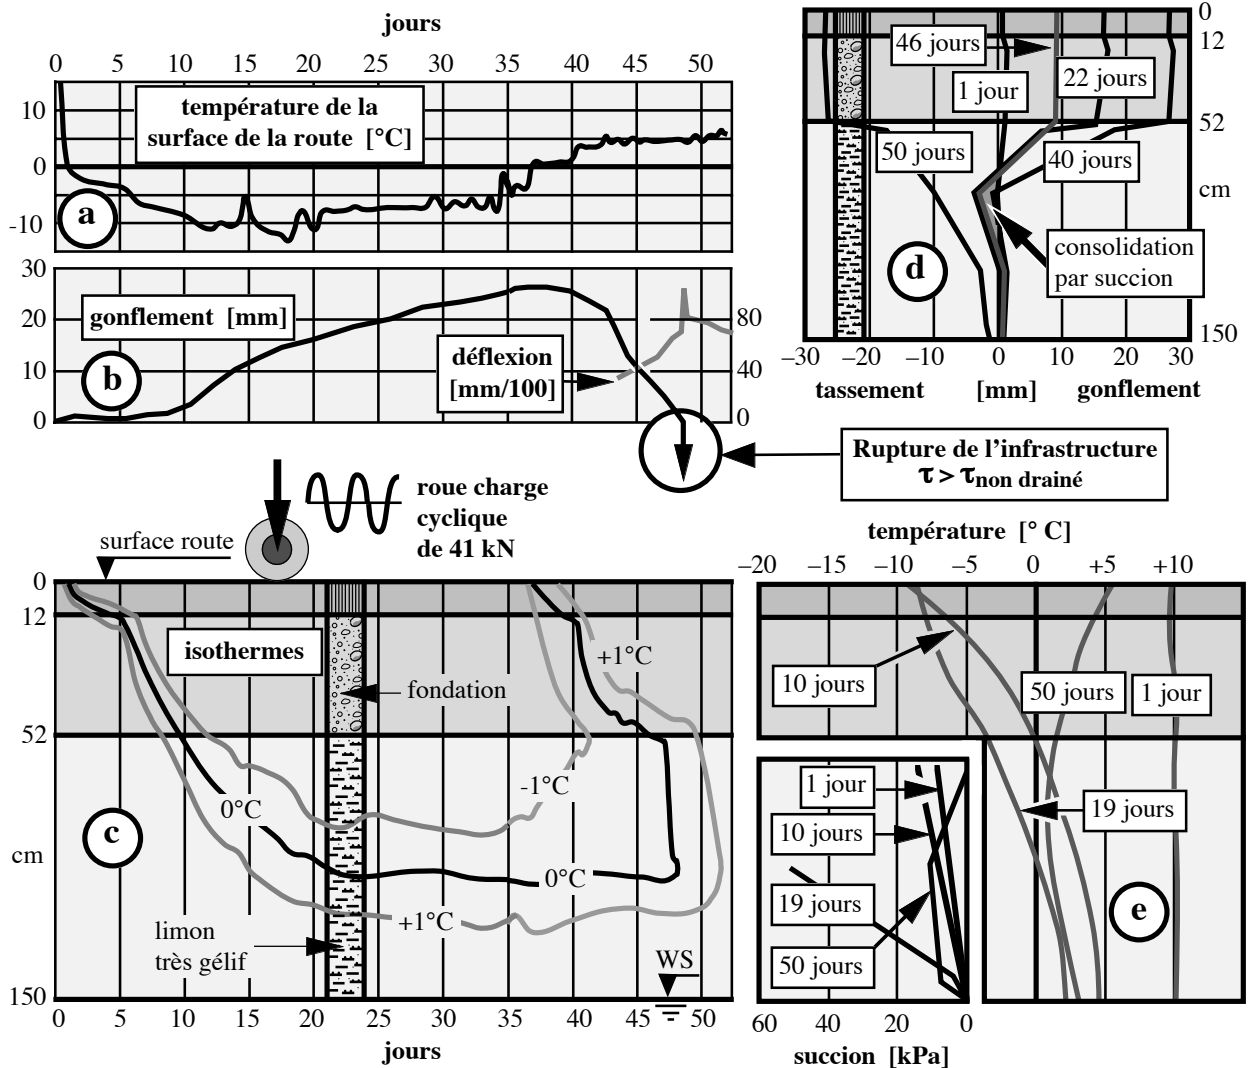 jours
0 5 10 15 20 25 30 35 40 45 50
10
0
-10
température de la
surface de la route [°C]
a
30
20
10
0
gonflement [mm]
b
déflexion
[mm/100]
80
40
0
Rupture de l'infrastructure
τ > τnon drainé
roue charge
cyclique
de 41 kN
surface route
0
12
52
cm
150
isothermes
fondation
+1°C
-1°C
0°C
0°C
+1°C
c
limon
très gélif
WS
0 5 10 15 20 25 30 35 40 45 50
jours
0
12
52
cm
150
46 jours
1 jour
22 jours
50 jours
40 jours
consolidation
par succion
d
−30 −20 −10 0 10 20 30
tassement [mm] gonflement
température [° C]
−20 −15 −10 −5 0 +5 +10
10 jours
50 jours
1 jour
19 jours
e
1 jour
10 jours
19 jours
50 jours
60 40 20 0
succion [kPa]